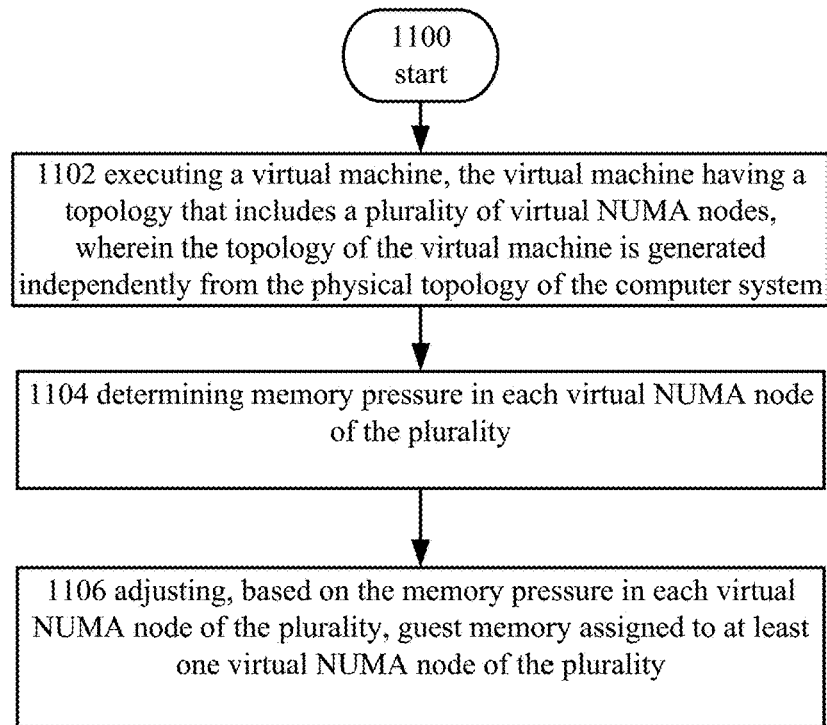 1100
start
1102 executing a virtual machine, the virtual machine having a
topology that includes a plurality of virtual NUMA nodes,
wherein the topology of the virtual machine is generated
independently from the physical topology of the computer system
1104 determining memory pressure in each virtual NUMA node
of the plurality
1106 adjusting, based on the memory pressure in each virtual
NUMA node of the plurality, guest memory assigned to at least
one virtual NUMA node of the plurality